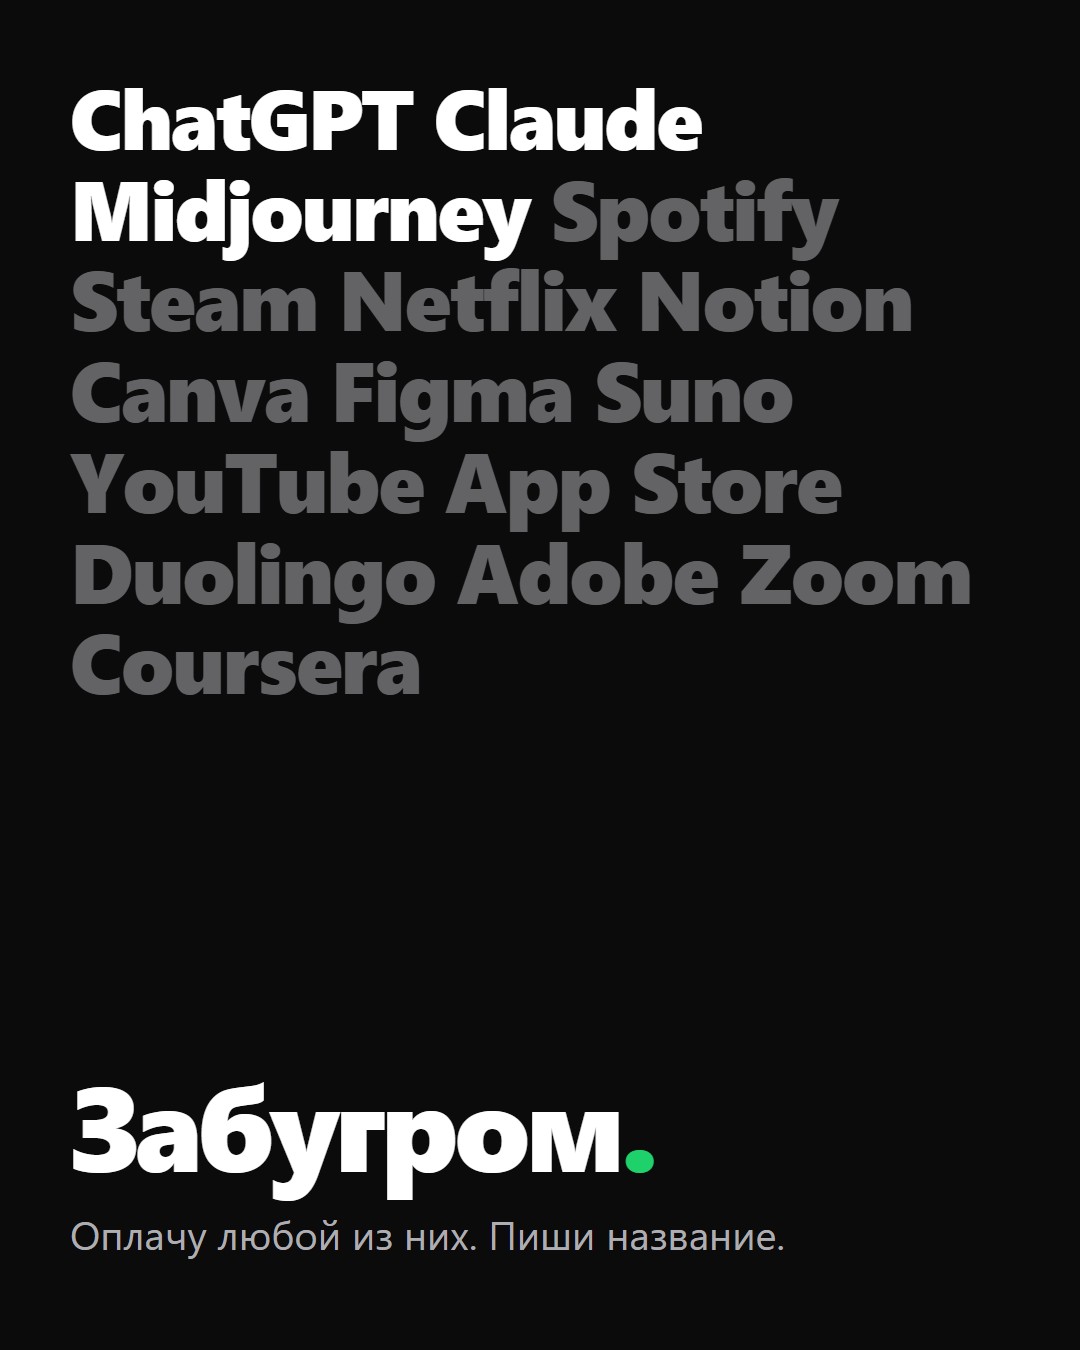 ChatGPT Claude
Midjourney Spotify
Steam Netflix Notion
Canva Figma Suno
YouTube App Store
Duolingo Adobe Zoom
Coursera
Забугром.
Оплачу любой из них. Пиши название.